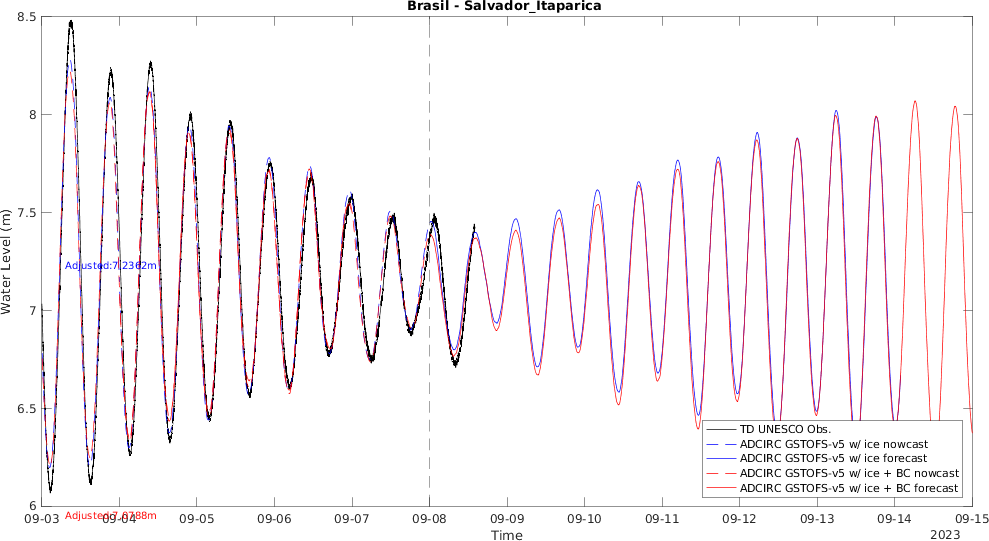 Brasil - Salvador_Itaparica
Water Level (m)
8.5
8
7.5
7
6.5
6
Adjusted:7.2362m
Adjusted:7.8788m
TD UNESCO Obs.
ADCIRC GSTOFS-v5 w/ ice nowcast
ADCIRC GSTOFS-v5 w/ ice forecast
ADCIRC GSTOFS-v5 w/ ice + BC nowcast
ADCIRC GSTOFS-v5 w/ ice + BC forecast
09-03 09-04 09-05 09-06 09-07 09-08 09-09 09-10 09-11 09-12 09-13 09-14 09-15
Time
2023